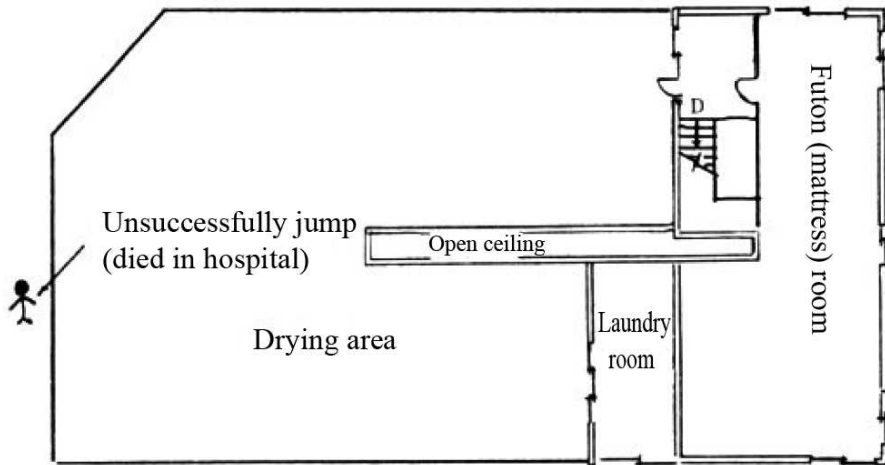 D
Futon (mattress) room
Unsuccessfully jump
(died in hospital)
Open ceiling
Laundry
room
Drying area